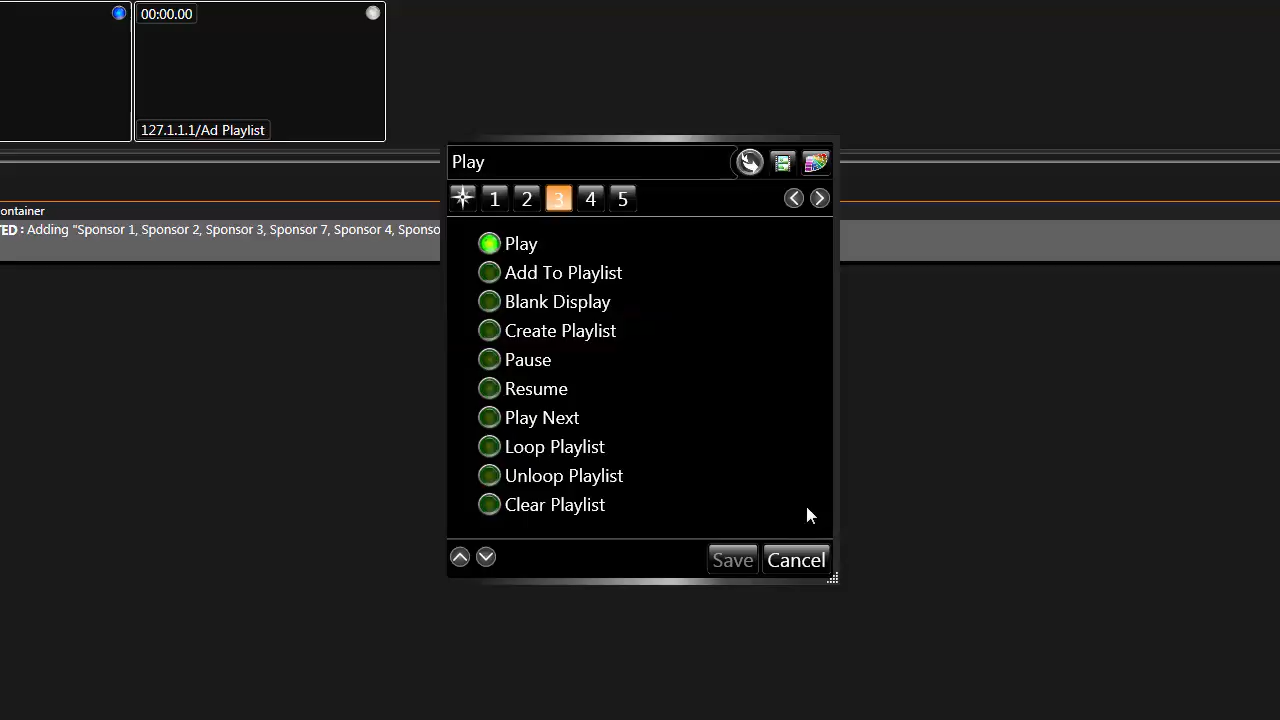 00:00.00
127.1.1.1/Ad Playlist
ontainer
TED : Adding "Sponsor 1, Sponsor 2, Sponsor 3, Sponsor 7, Sponsor 4, Sponso
Play
1 2 3 4 5
Play
Add To Playlist
Blank Display
Create Playlist
Pause
Resume
Play Next
Loop Playlist
Unloop Playlist
Clear Playlist
Save Cancel